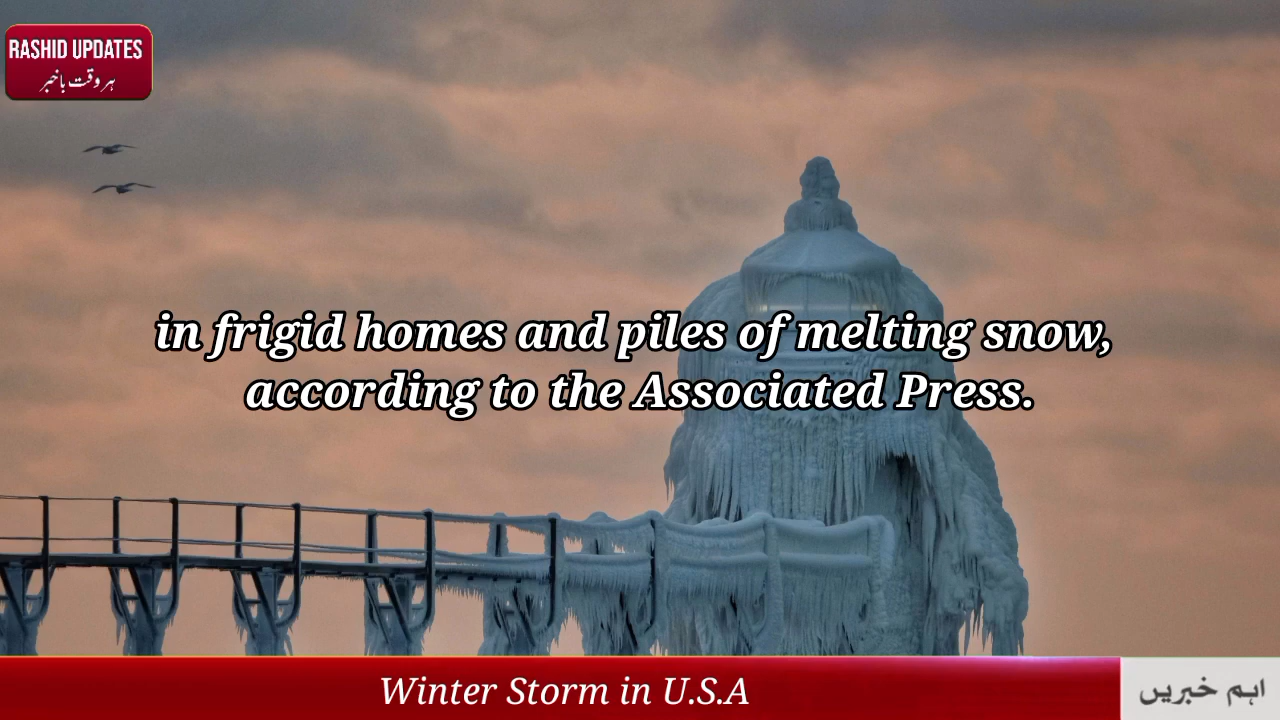 RASHID UPDATES
ہر وقت باخبر
in frigid homes and piles of melting snow,
according to the Associated Press.
Winter Storm in U.S.A
اہم خبریں